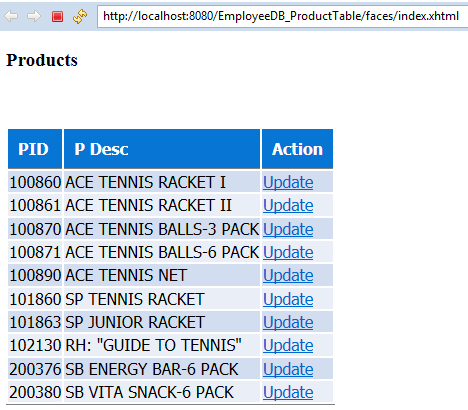 http://localhost:8080/EmployeeDB_ProductTable/faces/index.xhtml
Products
PID P Desc Action
100860 ACE TENNIS RACKET I Update
100861 ACE TENNIS RACKET II Update
100870 ACE TENNIS BALLS-3 PACK Update
100871 ACE TENNIS BALLS-6 PACK Update
100890 ACE TENNIS NET Update
101860 SP TENNIS RACKET Update
101863 SP JUNIOR RACKET Update
102130 RH: "GUIDE TO TENNIS" Update
200376 SB ENERGY BAR-6 PACK Update
200380 SB VITA SNACK-6 PACK Update